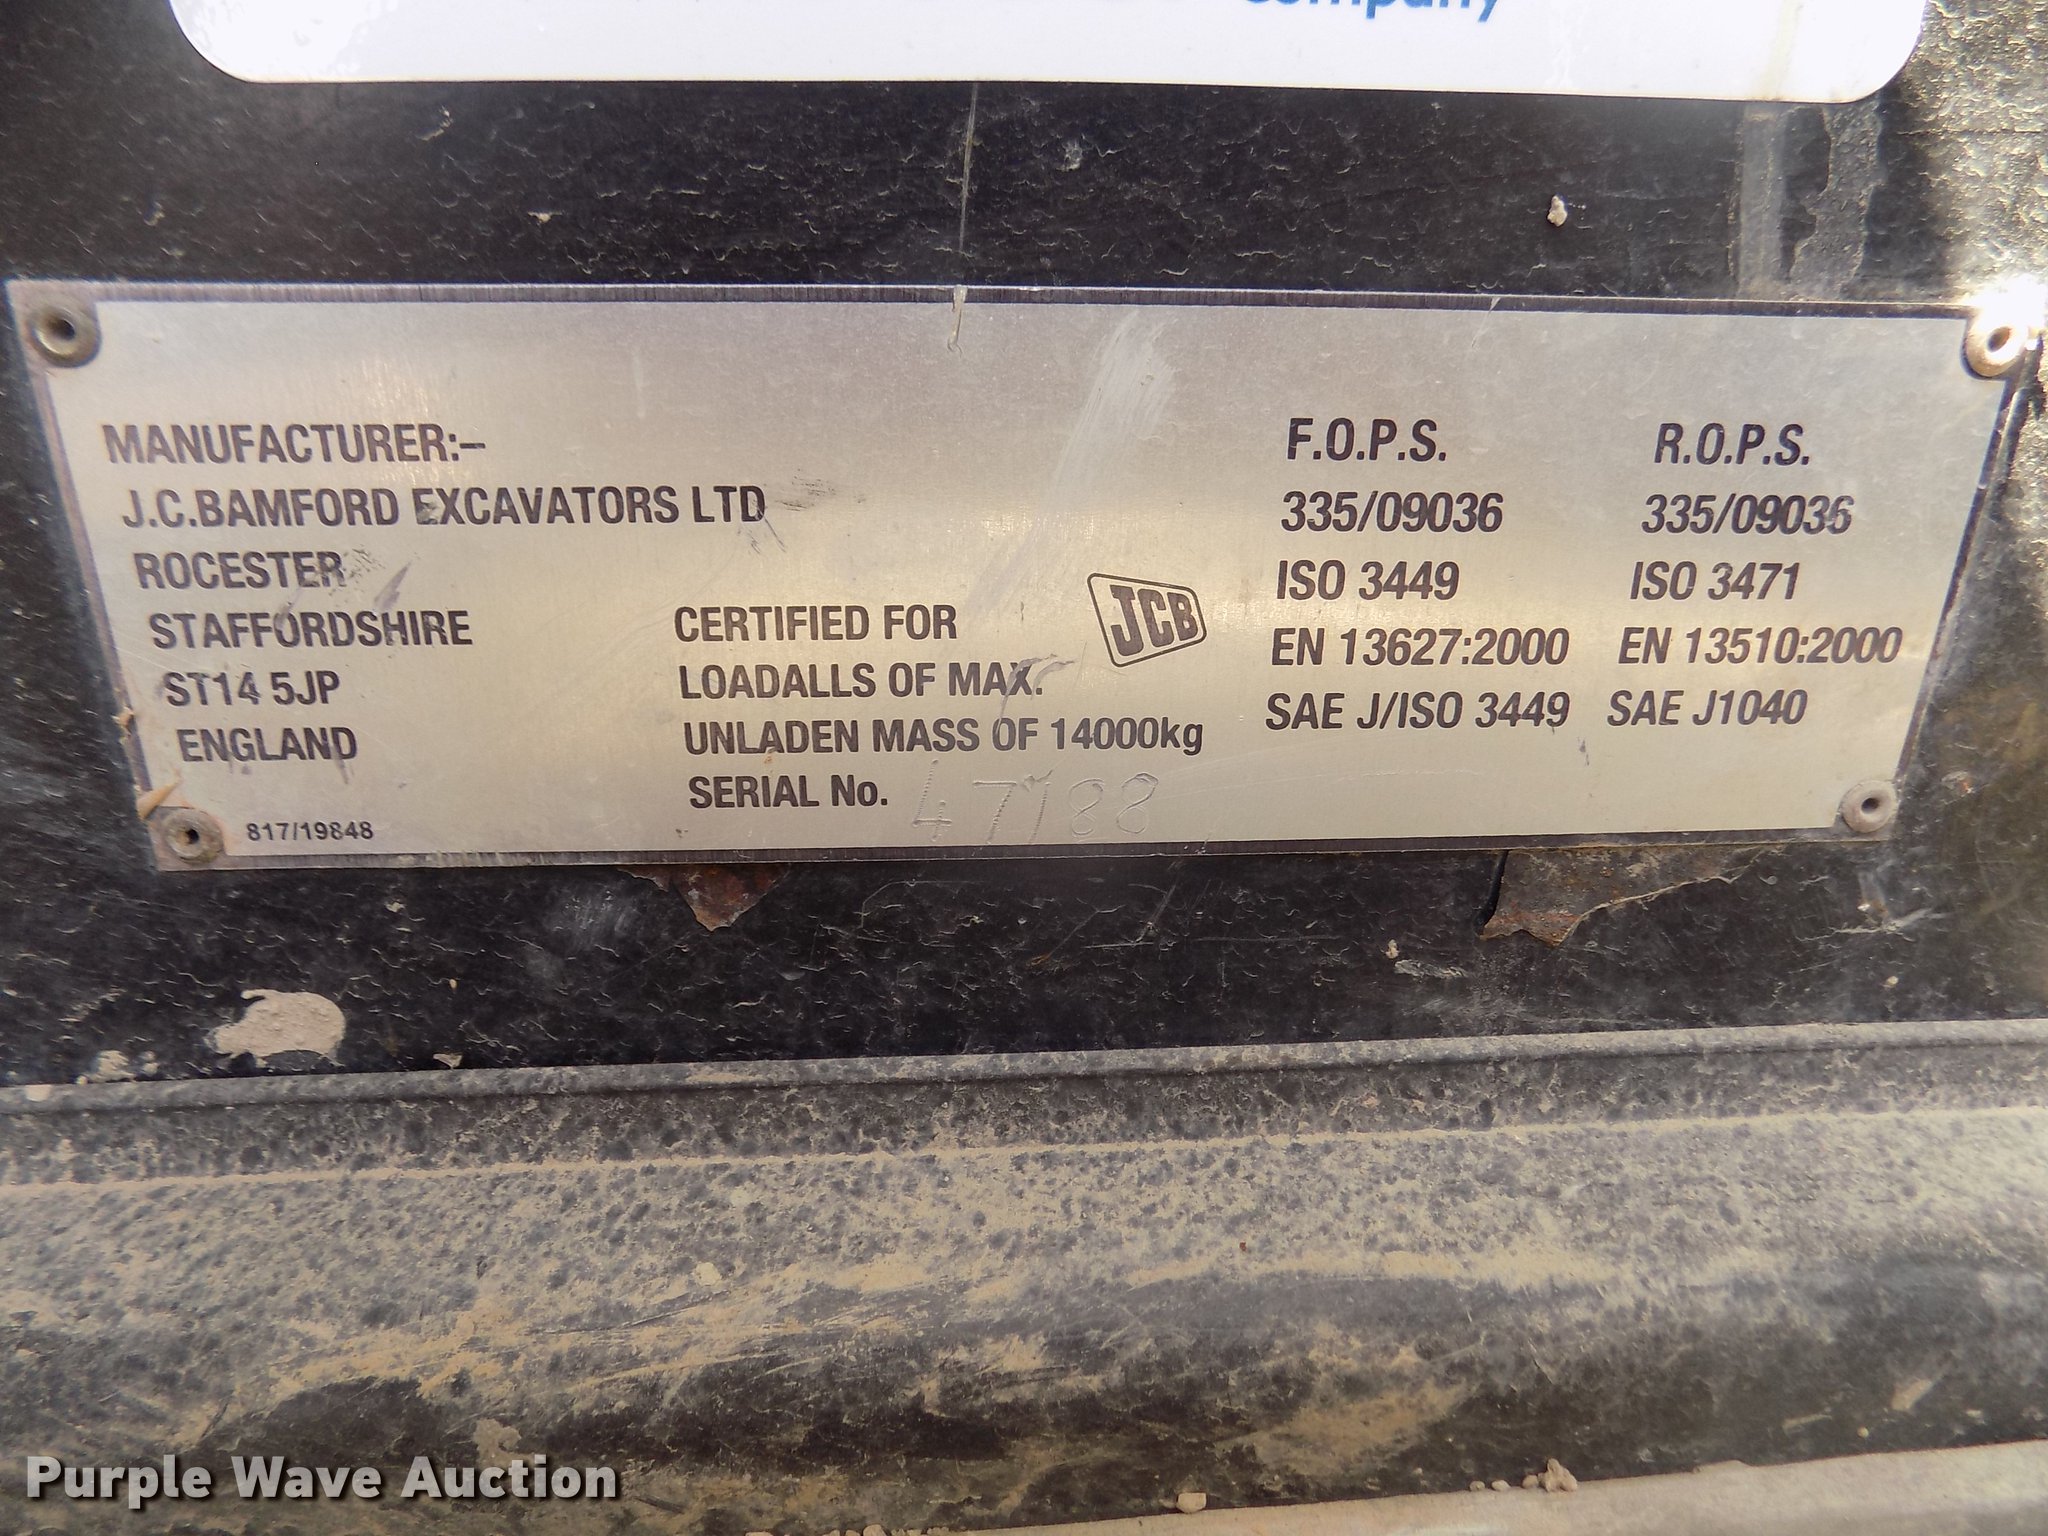 company
MANUFACTURER:–
J.C.BAMFORD EXCAVATORS LTD
ROCESTER
STAFFORDSHIRE
ST14 5JP
ENGLAND
817/19848
CERTIFIED FOR
LOADALLS OF MAX.
UNLADEN MASS OF 14000kg
SERIAL No. 47188
JCB
F.O.P.S.
335/09036
ISO 3449
EN 13627:2000
SAE J/ISO 3449
R.O.P.S.
335/09036
ISO 3471
EN 13510:2000
SAE J1040
Purple Wave Auction